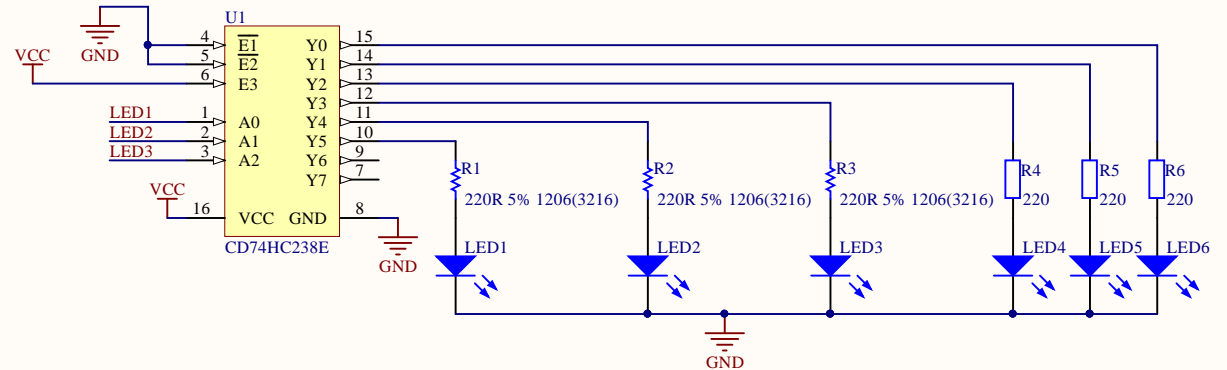 U1
VCC
GND
4 E1 Y0 15
5 E2 Y1 14
6 E3 Y2 13
Y3 12
LED1 1 A0 Y4 11
LED2 2 A1 Y5 10
LED3 3 A2 Y6 9
Y7 7
VCC
16 VCC GND 8
CD74HC238E
GND
R1
220R 5% 1206(3216)
R2
220R 5% 1206(3216)
R3
220R 5% 1206(3216)
R4
220
R5
220
R6
220
LED1
LED2
LED3
LED4
LED5
LED6
GND